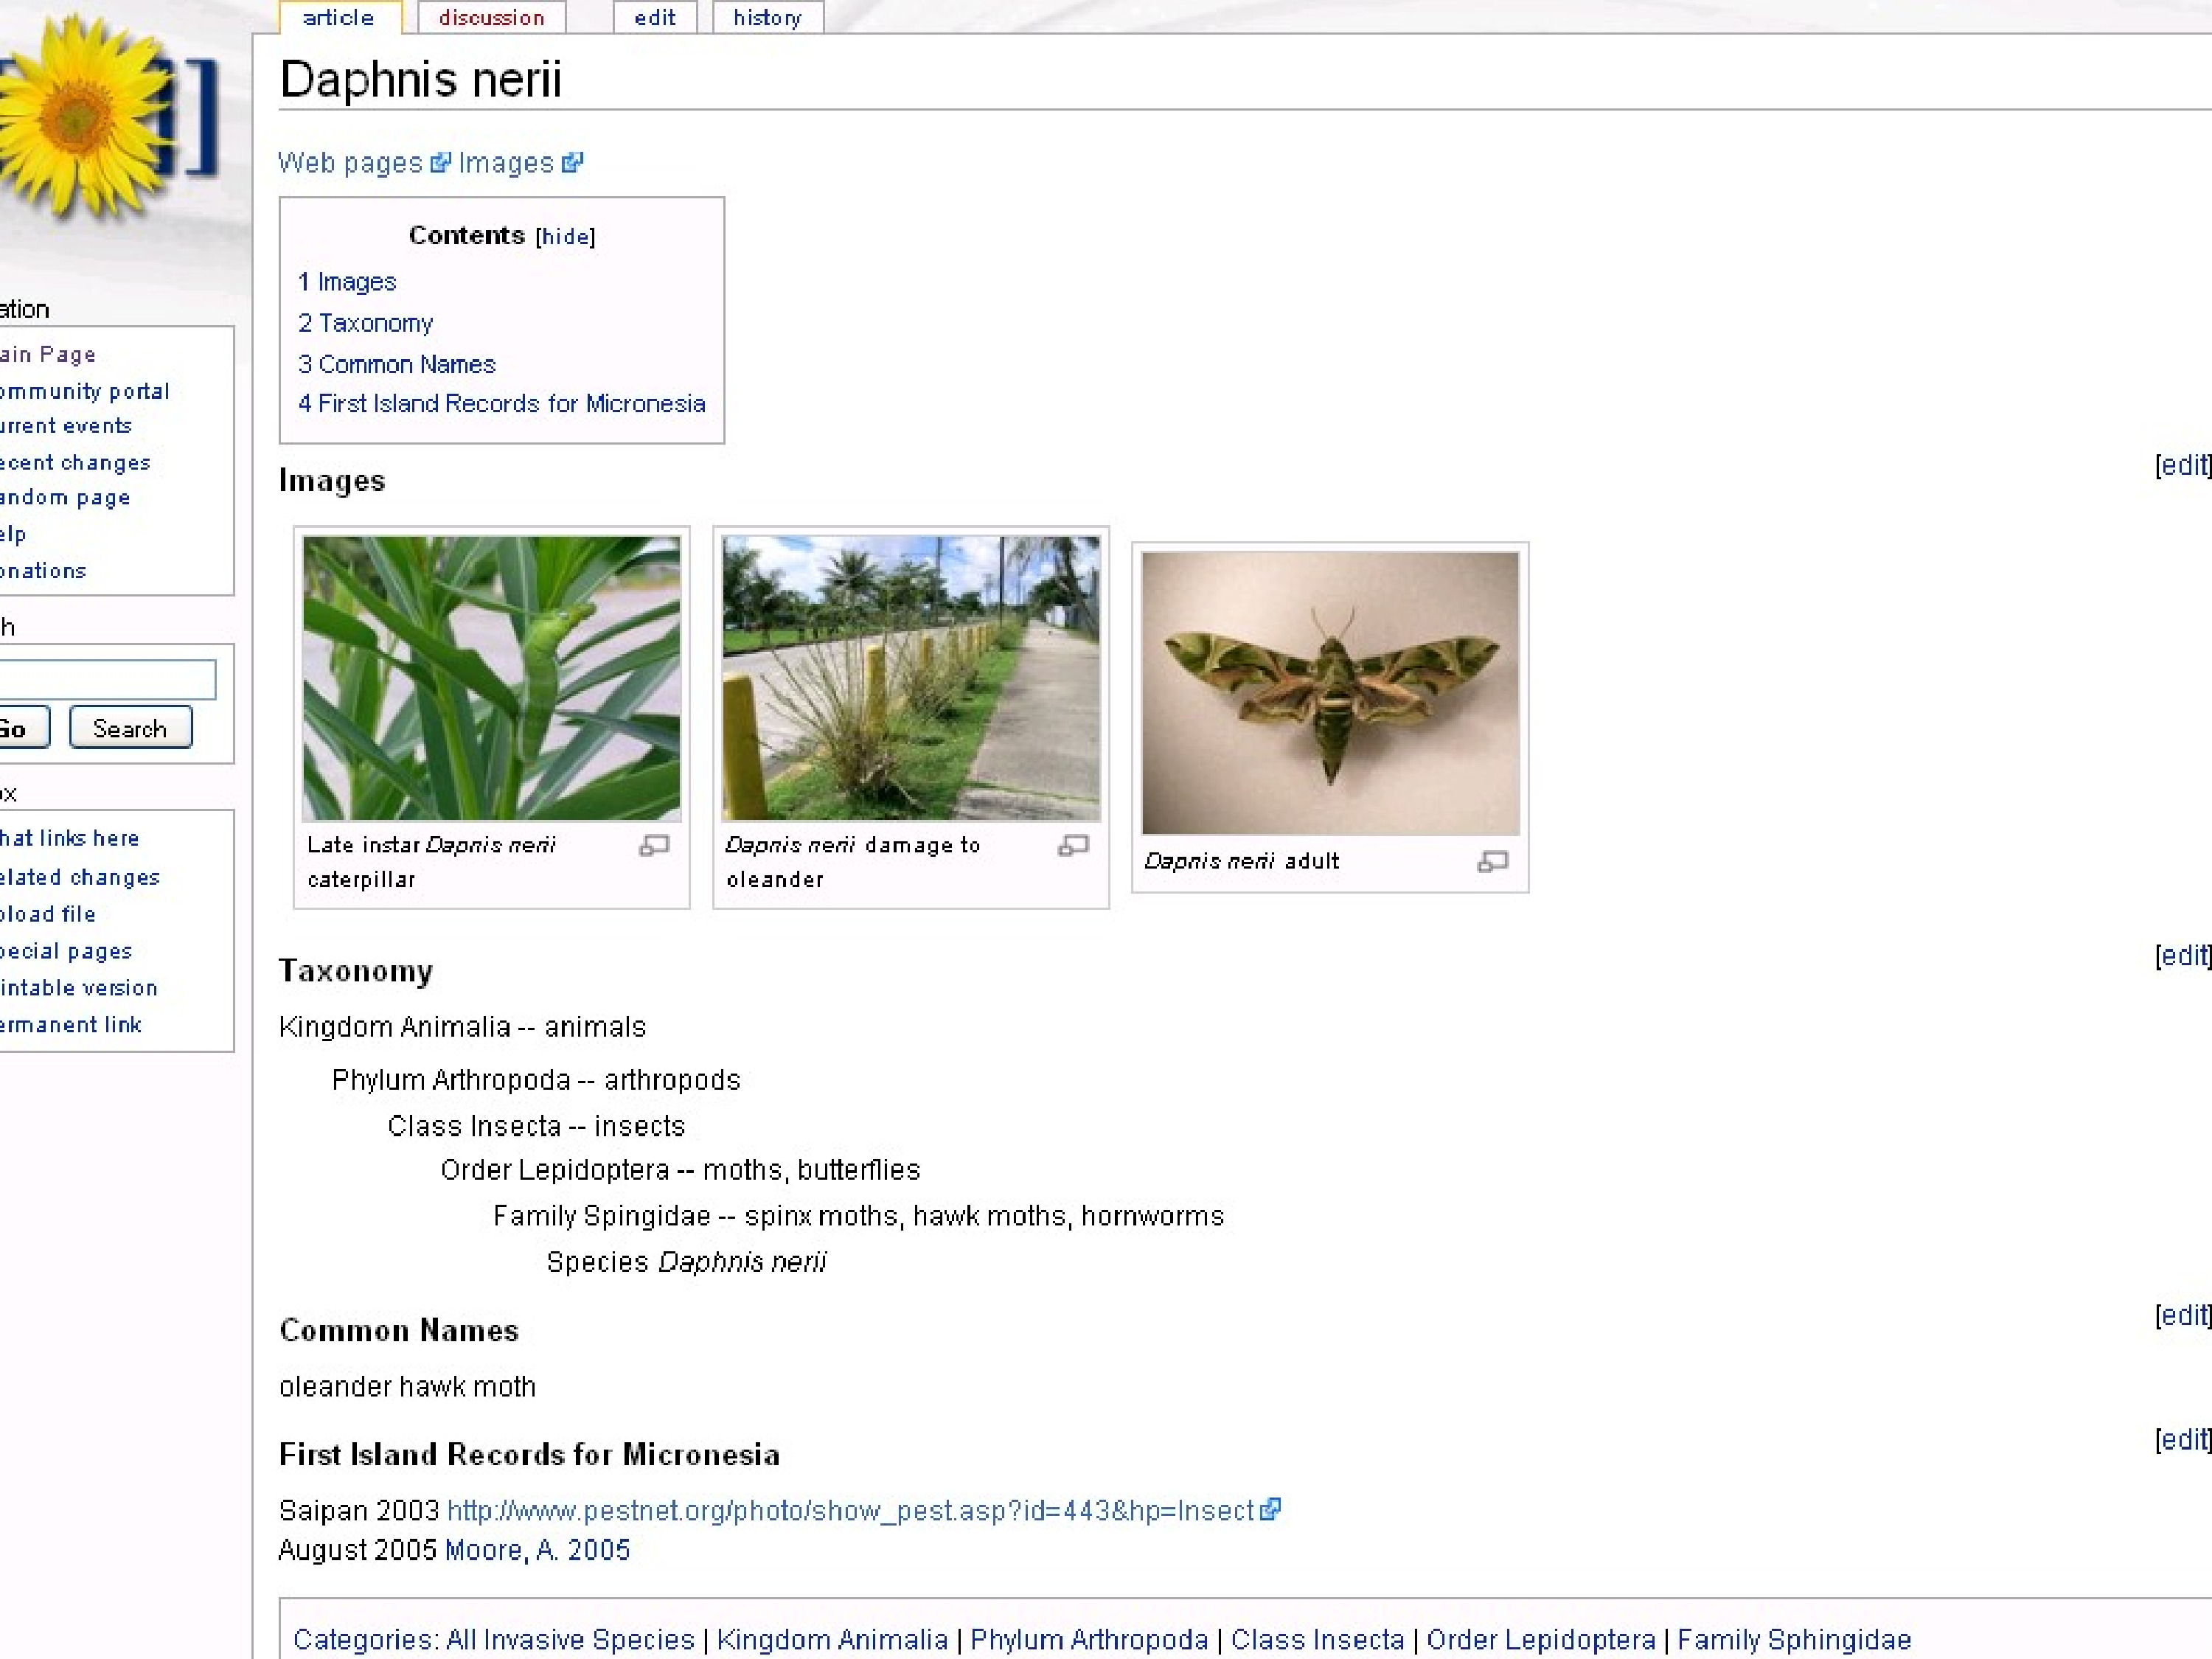 article discussion edit history
Daphnis nerii
Web pages Images
Contents [hide]
1 Images
2 Taxonomy
3 Common Names
4 First Island Records for Micronesia
Images
[edit]
Late instar Dapnis nerii
caterpillar
Dapnis nerii damage to
oleander
Dapnis nerii adult
Taxonomy
[edit]
Kingdom Animalia -- animals
Phylum Arthropoda -- arthropods
Class Insecta -- insects
Order Lepidoptera -- moths, butterflies
Family Spingidae -- spinx moths, hawk moths, hornworms
Species Daphnis nerii
Common Names
[edit]
oleander hawk moth
First Island Records for Micronesia
[edit]
Saipan 2003 http://www.pestnet.org/photo/show_pest.asp?id=443&hp=Insect
August 2005 Moore, A. 2005
Categories: All Invasive Species | Kingdom Animalia | Phylum Arthropoda | Class Insecta | Order Lepidoptera | Family Sphingidae
]
ation
ain Page
ommunity portal
urrent events
ecent changes
andom page
elp
onations
h
Go Search
ox
hat links here
elated changes
pload file
pecial pages
intable version
ermanent link